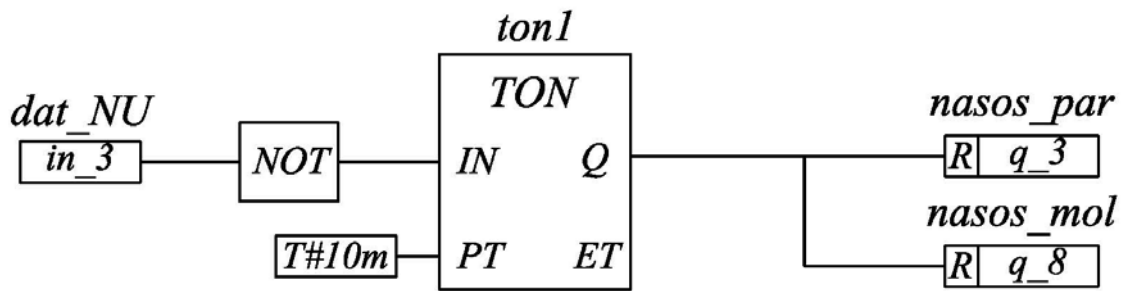 ton1
TON
dat_NU
in_3
NOT
IN
Q
T#10m
PT
ET
nasos_par
R q_3
nasos_mol
R q_8